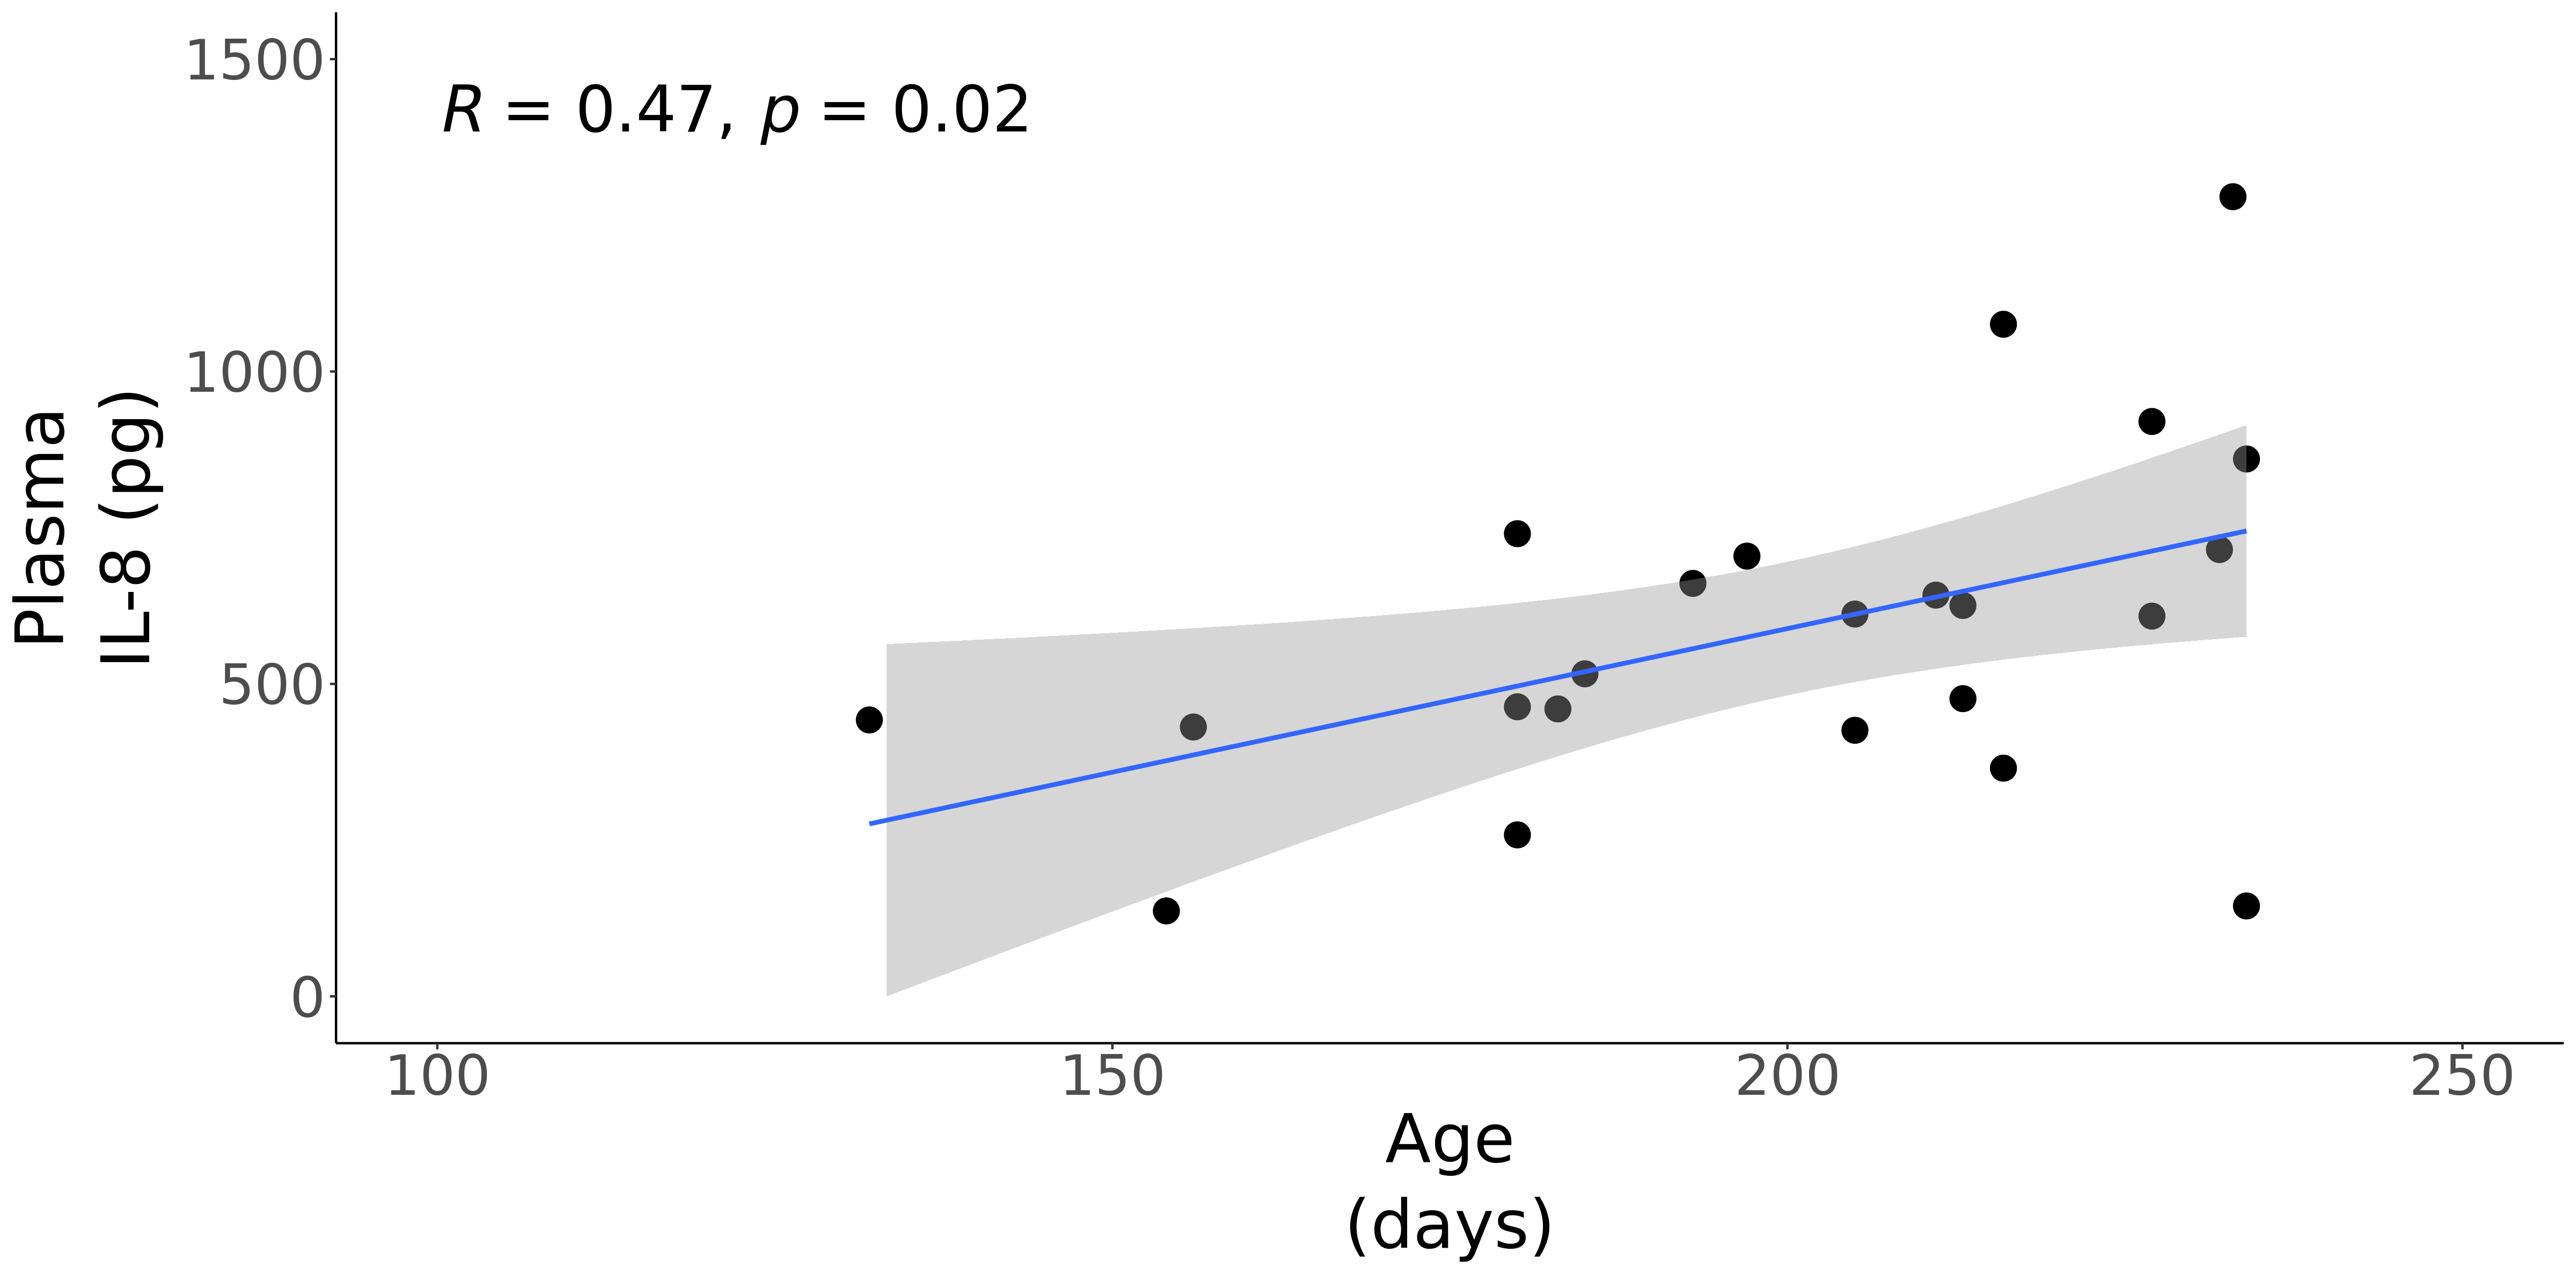 1500
R = 0.47, p = 0.02
1000
Plasma
IL-8 (pg)
500
0
100
150
200
250
Age
(days)